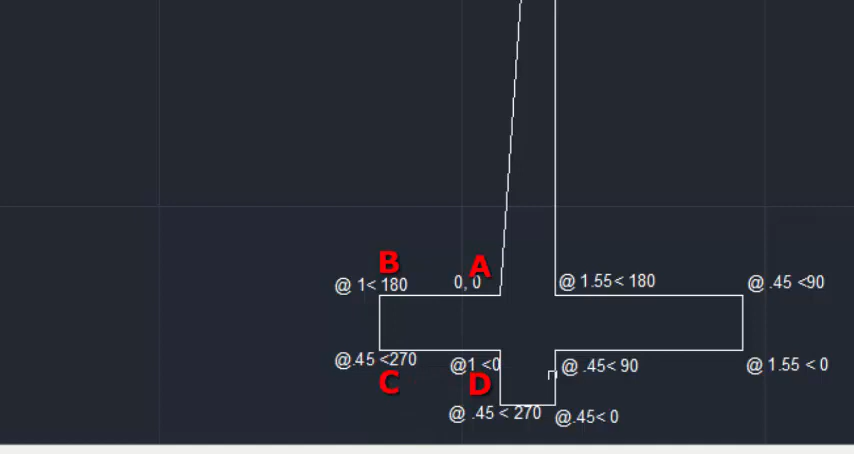 B
A
@ 1< 180
0, 0
@ 1.55< 180
@ .45 <90
@.45 <270
@1 <0
@ .45< 90
@ 1.55 < 0
C
D
@ .45 < 270
@.45< 0